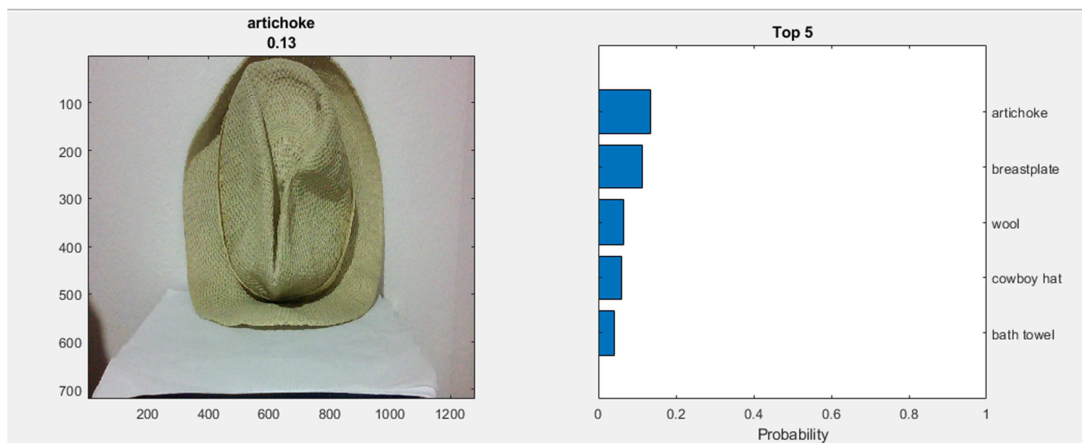 artichoke
0.13
100
200
300
400
500
600
700
200 400 600 800 1000 1200
Top 5
artichoke
breastplate
wool
cowboy hat
bath towel
0 0.2 0.4 0.6 0.8 1
Probability